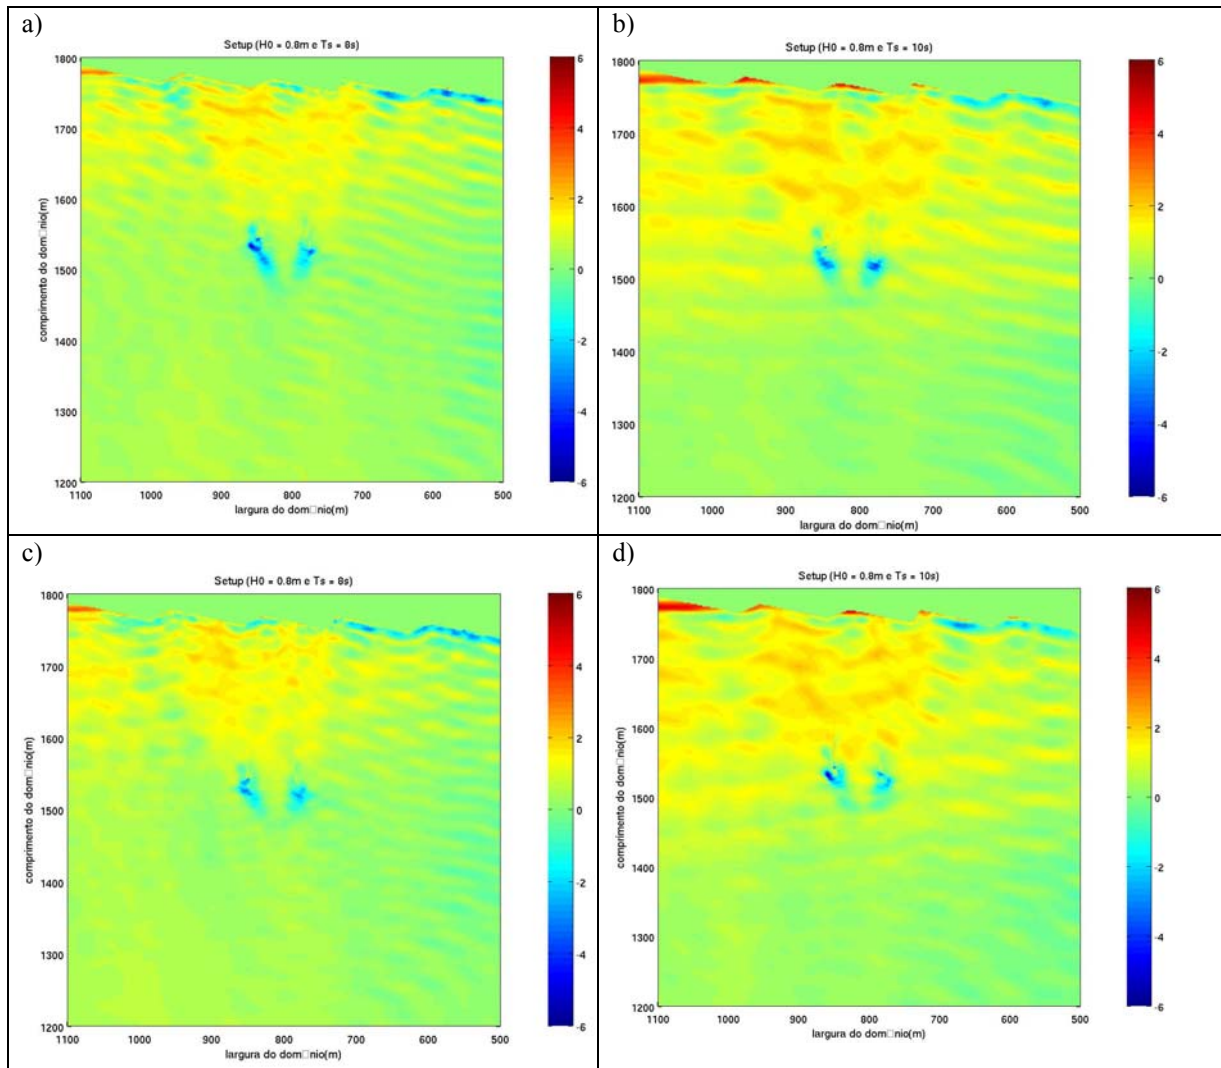 a)
Setup (H0 = 0.8m e Ts = 8s)
1800
1700
1600
1500
1400
1300
1200
comprimento do dom□nio(m)
1100 1000 900 800 700 600 500
largura do dom□nio(m)
6
4
2
0
-2
-4
-6
b)
Setup (H0 = 0.8m e Ts = 10s)
1800
1700
1600
1500
1400
1300
1200
comprimento do dom□nio(m)
1100 1000 900 800 700 600 500
largura do dom□nio(m)
6
4
2
0
-2
-4
-6
c)
Setup (H0 = 0.8m e Ts = 8s)
1800
1700
1600
1500
1400
1300
1200
comprimento do dom□nio(m)
1100 1000 900 800 700 600 500
largura do dom□nio(m)
6
4
2
0
-2
-4
-6
d)
Setup (H0 = 0.8m e Ts = 10s)
1800
1700
1600
1500
1400
1300
1200
comprimento do dom□nio(m)
1100 1000 900 800 700 600 500
largura do dom□nio(m)
6
4
2
0
-2
-4
-6